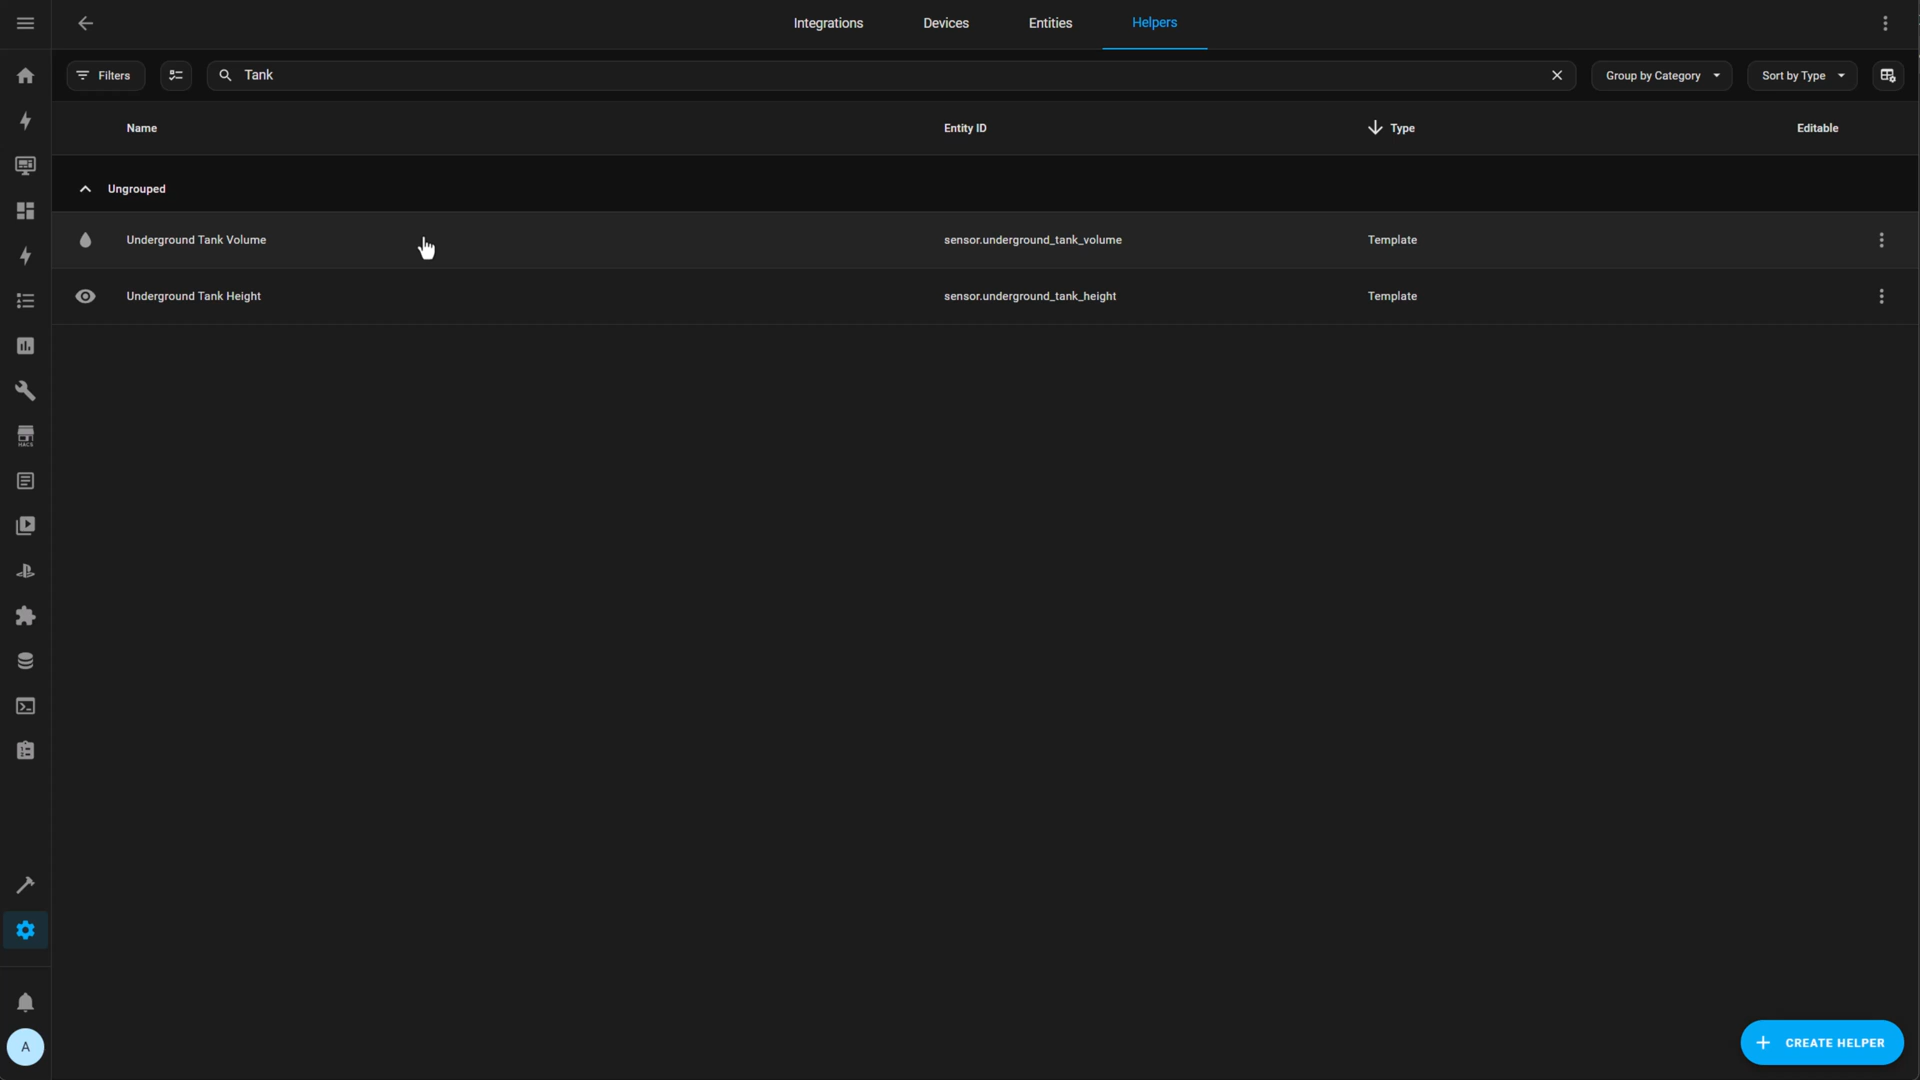 Integrations Devices Entities Helpers
Filters Tank Group by Category Sort by Type
Name Entity ID Type Editable
Ungrouped
Underground Tank Volume sensor.underground_tank_volume Template
Underground Tank Height sensor.underground_tank_height Template
HACS
A
CREATE HELPER